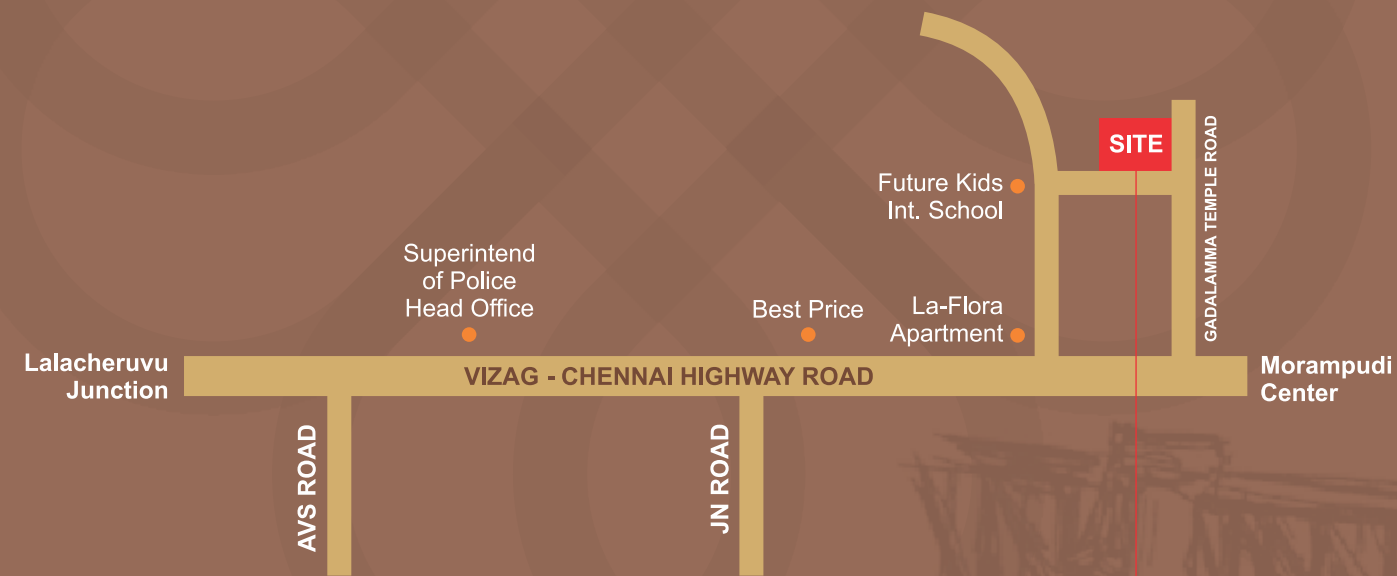 SITE
GADALAMMA TEMPLE ROAD
Future Kids
Int. School
Superintend
of Police
Head Office
Best Price
La-Flora
Apartment
Lalacheruvu
Junction
VIZAG - CHENNAI HIGHWAY ROAD
Morampudi
Center
AVS ROAD
JN ROAD